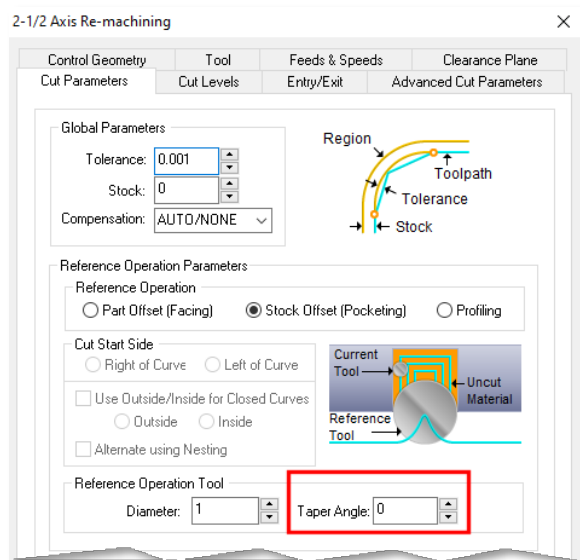 2-1/2 Axis Re-machining
Control Geometry Tool Feeds & Speeds Clearance Plane
Cut Parameters Cut Levels Entry/Exit Advanced Cut Parameters
Global Parameters
Tolerance: 0.001
Stock: 0
Compensation: AUTO/NONE
Region
Toolpath
Tolerance
Stock
Reference Operation Parameters
Reference Operation
Part Offset (Facing) Stock Offset (Pocketing) Profiling
Cut Start Side
Right of Curve Left of Curve
Use Outside/Inside for Closed Curves
Outside Inside
Alternate using Nesting
Current
Tool
Uncut
Material
Reference
Tool
Reference Operation Tool
Diameter: 1 Taper Angle: 0